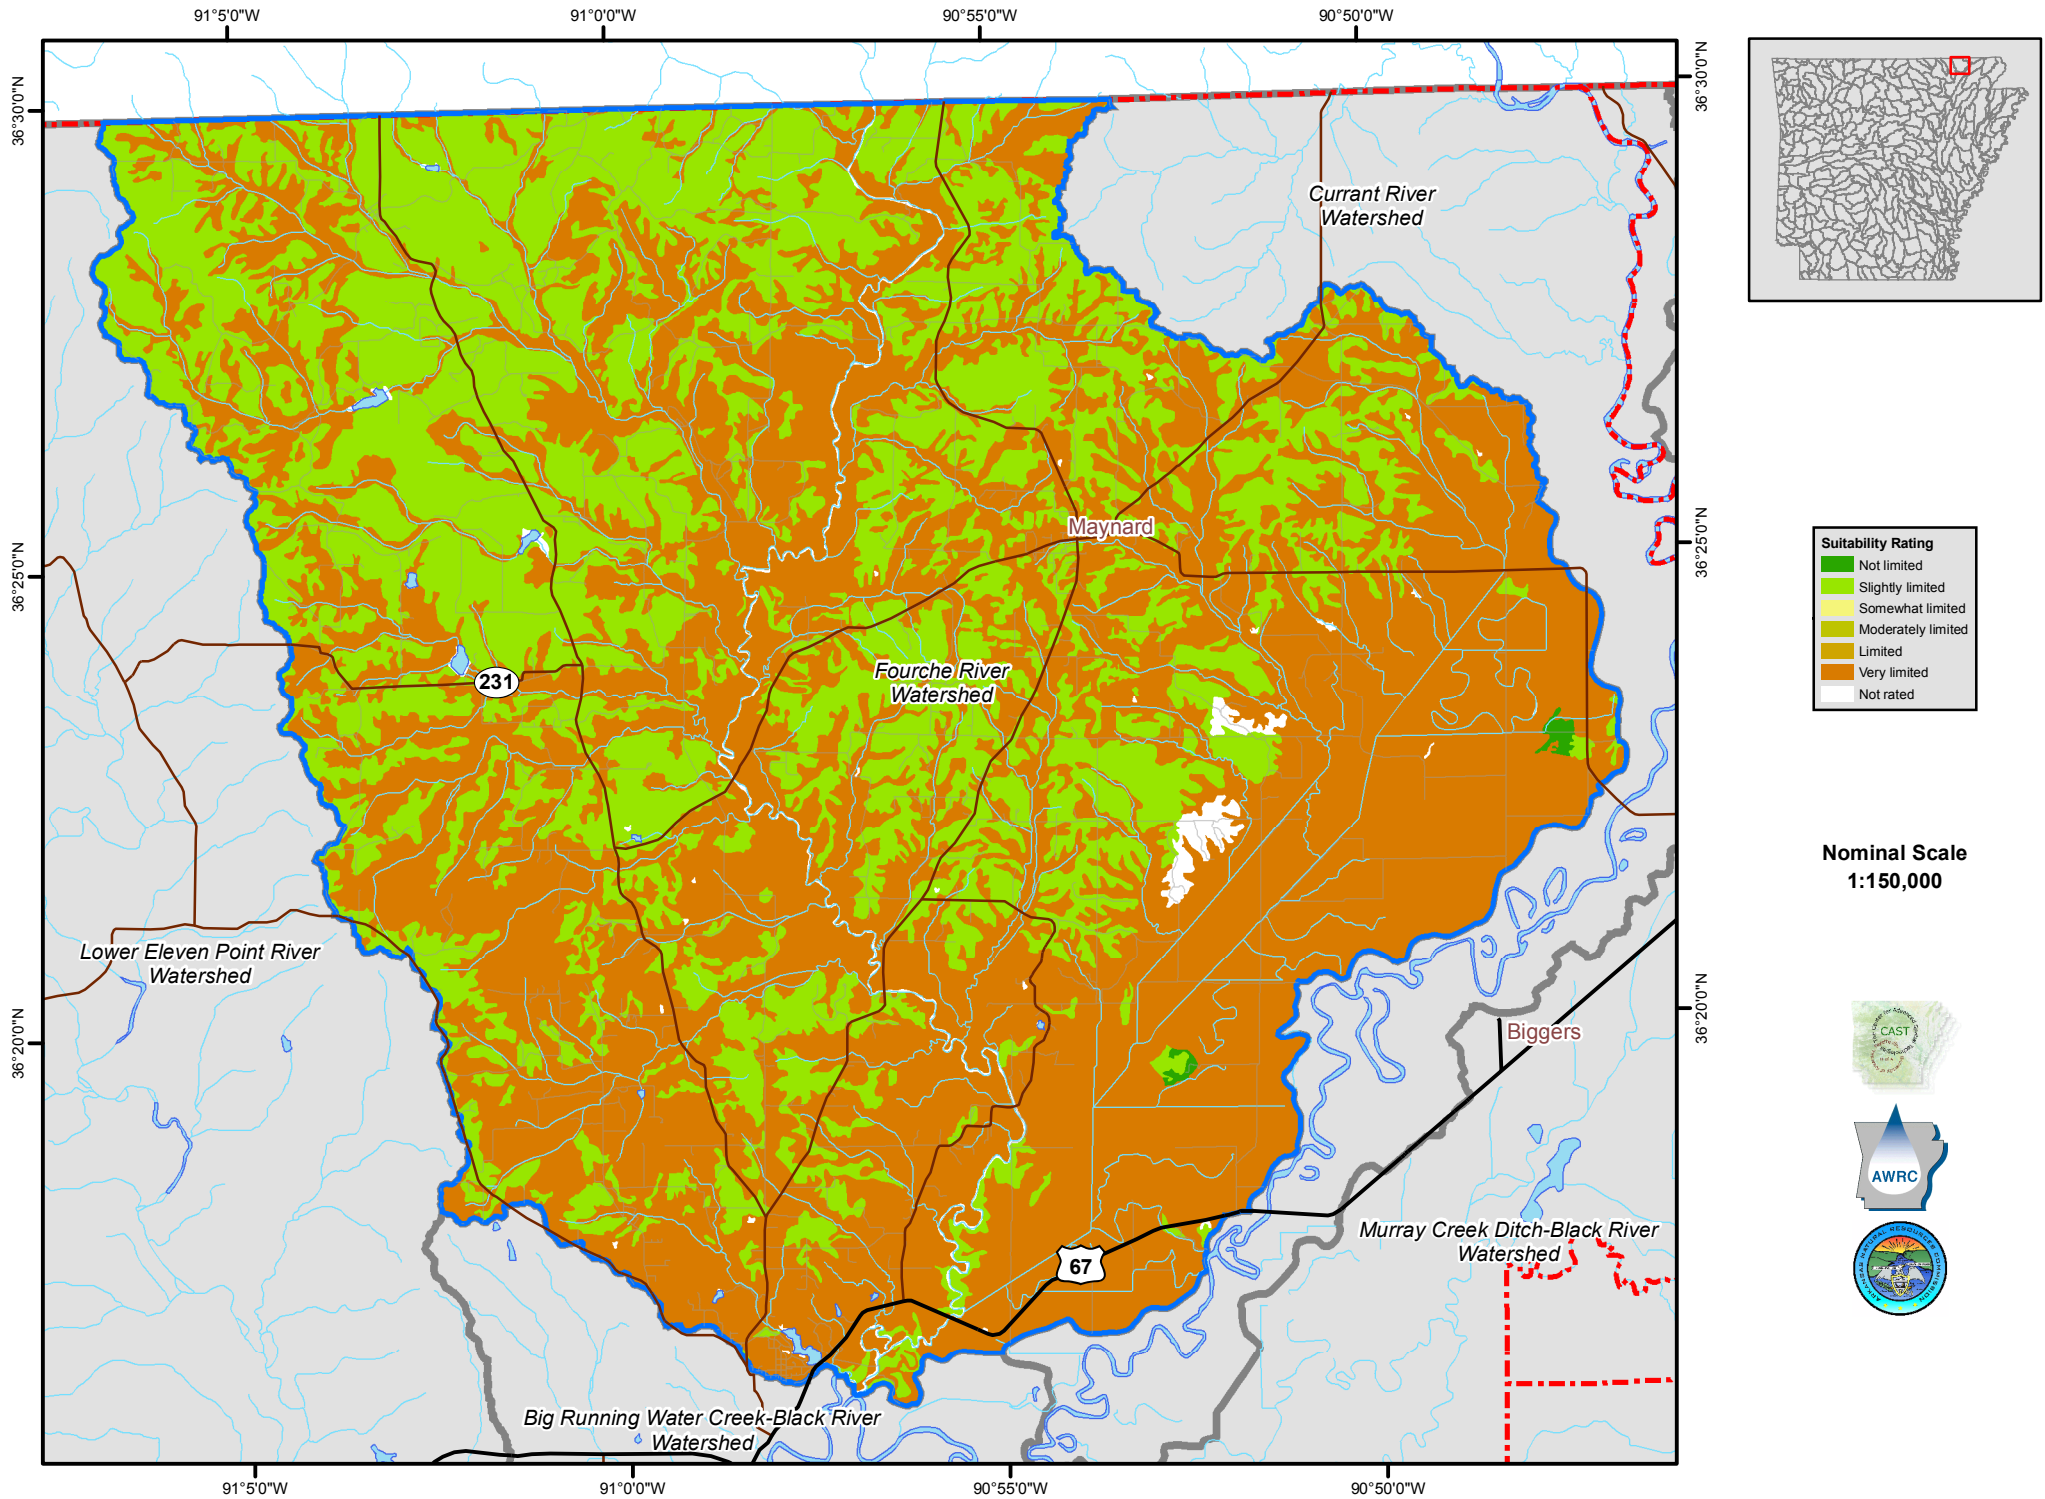 91°5'0"W
91°0'0"W
90°55'0"W
90°50'0"W
36°30'0"N
36°30'0"N
Currant River
Watershed
36°25'0"N
36°25'0"N
Maynard
Suitability Rating
Not limited
Slightly limited
Somewhat limited
Moderately limited
Limited
Very limited
Not rated
231
Fourche River
Watershed
Nominal Scale
1:150,000
Lower Eleven Point River
Watershed
36°20'0"N
36°20'0"N
Biggers
CAST
AWRC
67
Murray Creek Ditch-Black River
Watershed
ARKANSAS NATURAL RESOURCES COMMISSION
Big Running Water Creek-Black River
Watershed
91°5'0"W
91°0'0"W
90°55'0"W
90°50'0"W